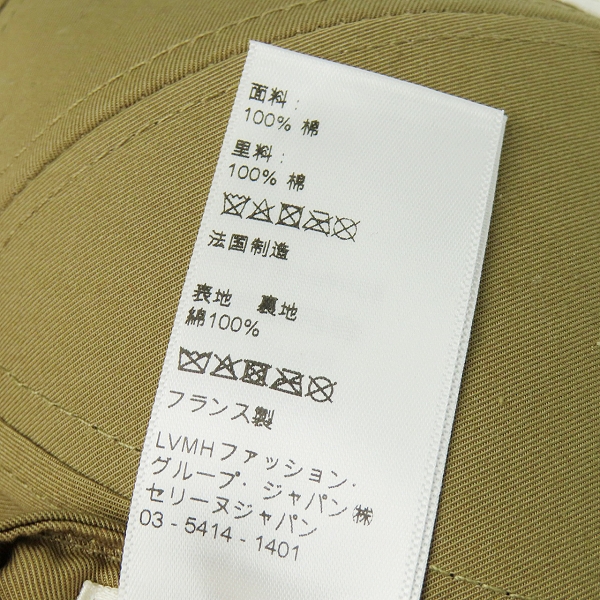 面料 :
100% 棉
里料 :
100% 棉
法国制造
表地　裏地
綿100%
フランス製
LVMHファッション・
グループ・ジャパン㈱
セリーヌジャパン
03 - 5414 - 1401